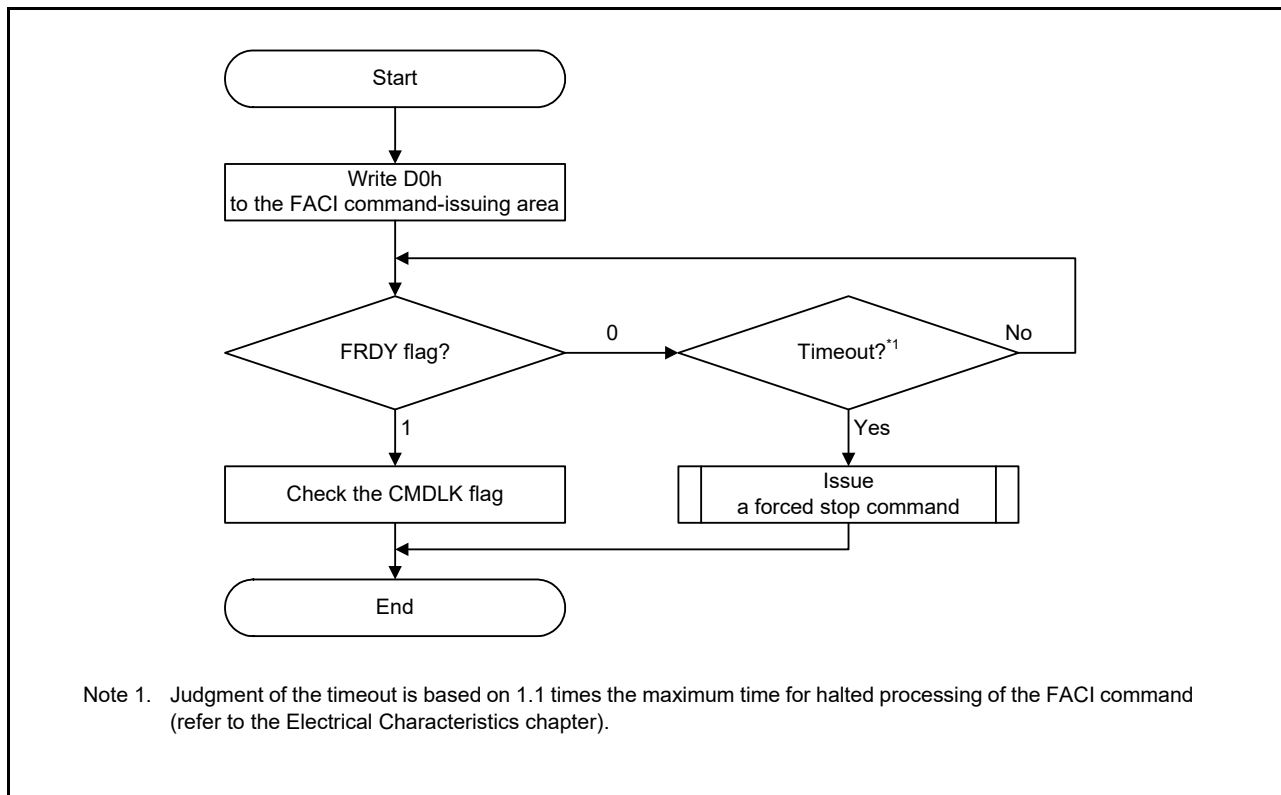 Start
Write D0h
to the FACI command-issuing area
FRDY flag?
0
Timeout?*1
No
1
Yes
Check the CMDLK flag
Issue
a forced stop command
End
Note 1. Judgment of the timeout is based on 1.1 times the maximum time for halted processing of the FACI command
(refer to the Electrical Characteristics chapter).